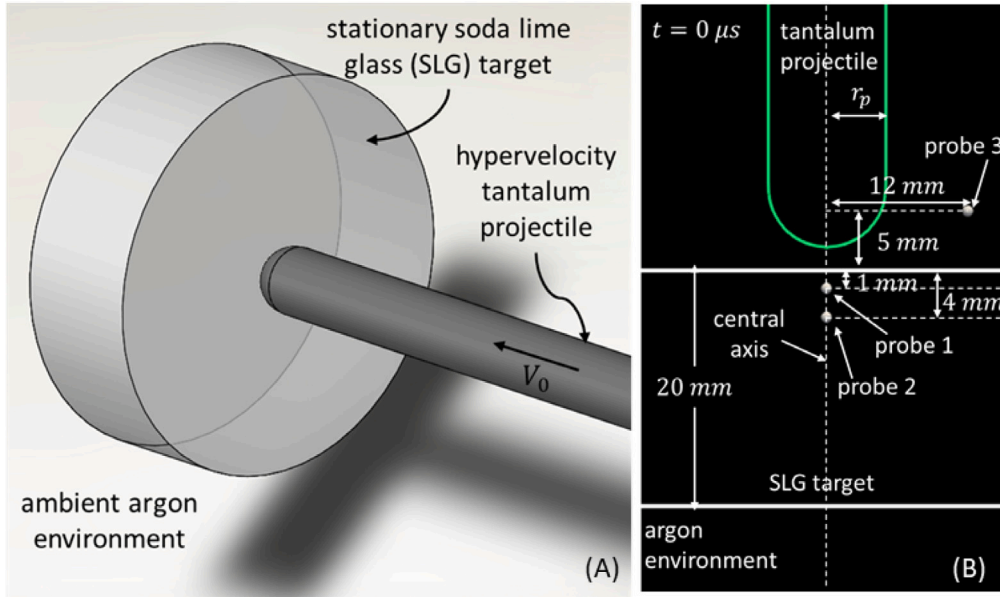 stationary soda lime
glass (SLG) target
hypervelocity
tantalum
projectile
V₀
ambient argon
environment
(A)
t = 0 μs
tantalum
projectile
r_p
probe 3
12 mm
5 mm
1 mm
4 mm
central
axis
probe 1
20 mm
probe 2
SLG target
argon
environment
(B)